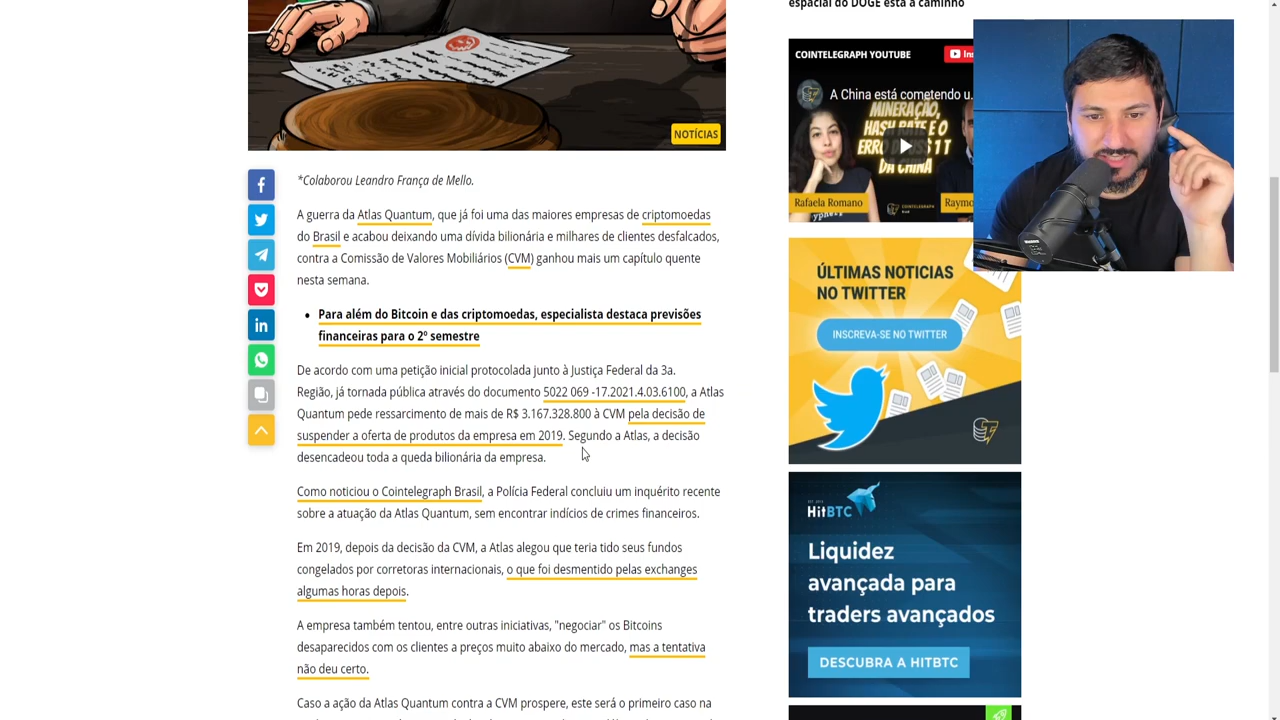 espacial do DOGE está a caminho
NOTÍCIAS
*Colaborou Leandro França de Mello.
A guerra da Atlas Quantum, que já foi uma das maiores empresas de criptomoedas
do Brasil e acabou deixando uma dívida bilionária e milhares de clientes desfalcados,
contra a Comissão de Valores Mobiliários (CVM) ganhou mais um capítulo quente
nesta semana.
• Para além do Bitcoin e das criptomoedas, especialista destaca previsões
financeiras para o 2º semestre
De acordo com uma petição inicial protocolada junto à Justiça Federal da 3a.
Região, já tornada pública através do documento 5022 069 -17.2021.4.03.6100, a Atlas
Quantum pede ressarcimento de mais de R$ 3.167.328.800 à CVM pela decisão de
suspender a oferta de produtos da empresa em 2019. Segundo a Atlas, a decisão
desencadeou toda a queda bilionária da empresa.
Como noticiou o Cointelegraph Brasil, a Polícia Federal concluiu um inquérito recente
sobre a atuação da Atlas Quantum, sem encontrar indícios de crimes financeiros.
Em 2019, depois da decisão da CVM, a Atlas alegou que teria tido seus fundos
congelados por corretoras internacionais, o que foi desmentido pelas exchanges
algumas horas depois.
A empresa também tentou, entre outras iniciativas, "negociar" os Bitcoins
desaparecidos com os clientes a preços muito abaixo do mercado, mas a tentativa
não deu certo.
Caso a ação da Atlas Quantum contra a CVM prospere, este será o primeiro caso na
COINTELEGRAPH YOUTUBE
A China está cometendo u...
MINERAÇÃO,
HASH RATE E O
ERRO DE US$ 1 T
DA CHINA
Rafaela Romano
Raymo
ÚLTIMAS NOTICIAS
NO TWITTER
INSCREVA-SE NO TWITTER
HitBTC
Liquidez
avançada para
traders avançados
DESCUBRA A HITBTC